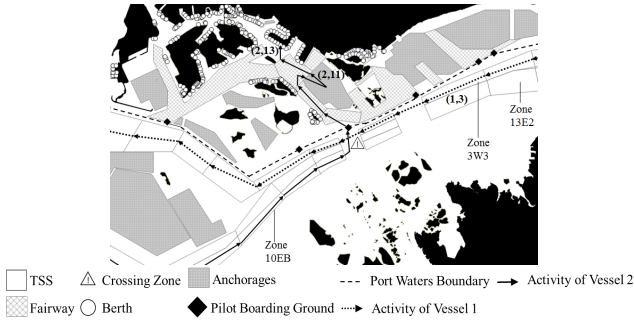 (2,13)
(2,11)
(1,3)
Zone
13E2
Zone
3W3
Zone
10EB
TSS Crossing Zone Anchorages Port Waters Boundary Activity of Vessel 2
Fairway Berth Pilot Boarding Ground Activity of Vessel 1